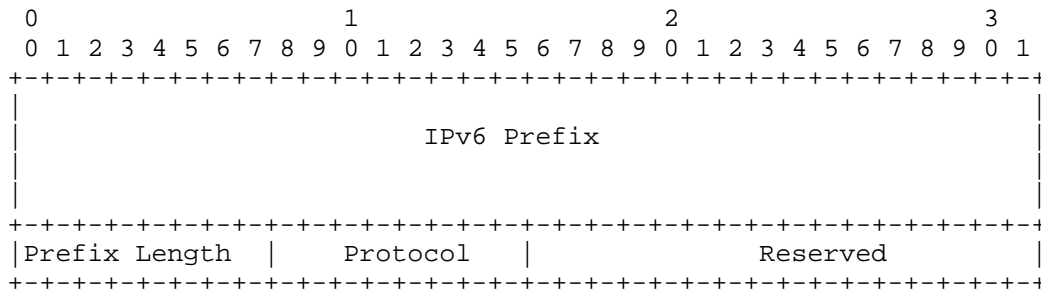 0                   1                   2                   3
 0 1 2 3 4 5 6 7 8 9 0 1 2 3 4 5 6 7 8 9 0 1 2 3 4 5 6 7 8 9 0 1
+-+-+-+-+-+-+-+-+-+-+-+-+-+-+-+-+-+-+-+-+-+-+-+-+-+-+-+-+-+-+-+-+
|                                                               |
|                         IPv6 Prefix                           |
|                                                               |
|                                                               |
+-+-+-+-+-+-+-+-+-+-+-+-+-+-+-+-+-+-+-+-+-+-+-+-+-+-+-+-+-+-+-+-+
|Prefix Length  |    Protocol   |              Reserved         |
+-+-+-+-+-+-+-+-+-+-+-+-+-+-+-+-+-+-+-+-+-+-+-+-+-+-+-+-+-+-+-+-+